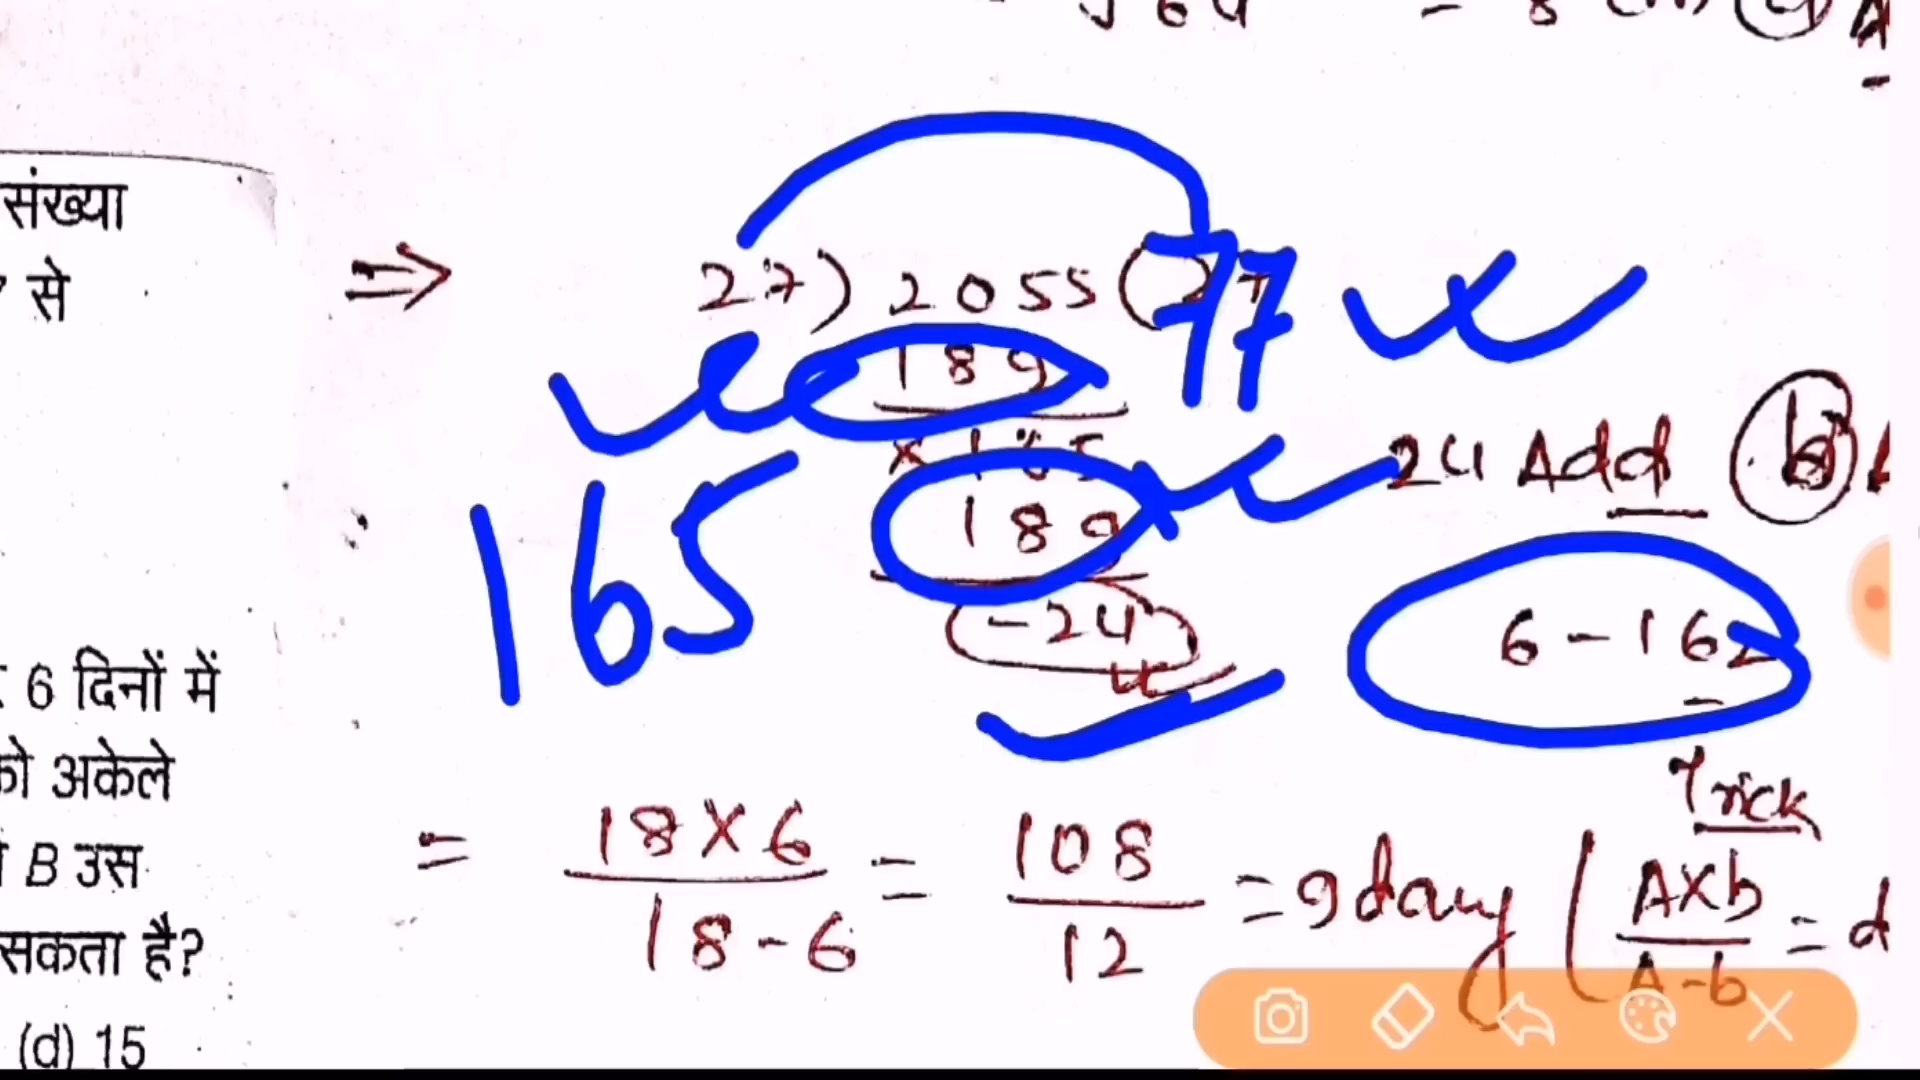 संख्या
से
27) 2055 (
77
189
× 165
24 Add (b)
189
165
-24
6 - 162
6 दिनों में
को अकेले
B उस
सकता है?
(d) 15
Trick
= 18×6 = 108 = 9 day ( A×b = d
18-6 12 A-b